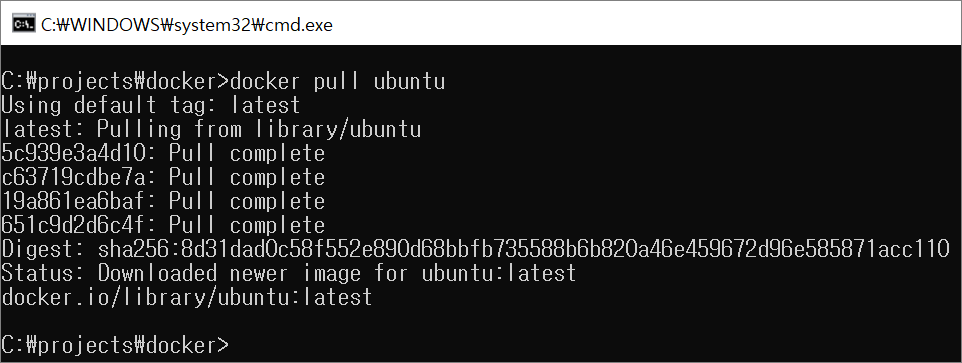 C:₩WINDOWS₩system32₩cmd.exe
C:₩projects₩docker>docker pull ubuntu
Using default tag: latest
latest: Pulling from library/ubuntu
5c939e3a4d10: Pull complete
c63719cdbe7a: Pull complete
19a861ea6baf: Pull complete
651c9d2d6c4f: Pull complete
Digest: sha256:8d31dad0c58f552e890d68bbfb735588b6b820a46e459672d96e585871acc110
Status: Downloaded newer image for ubuntu:latest
docker.io/library/ubuntu:latest
C:₩projects₩docker>